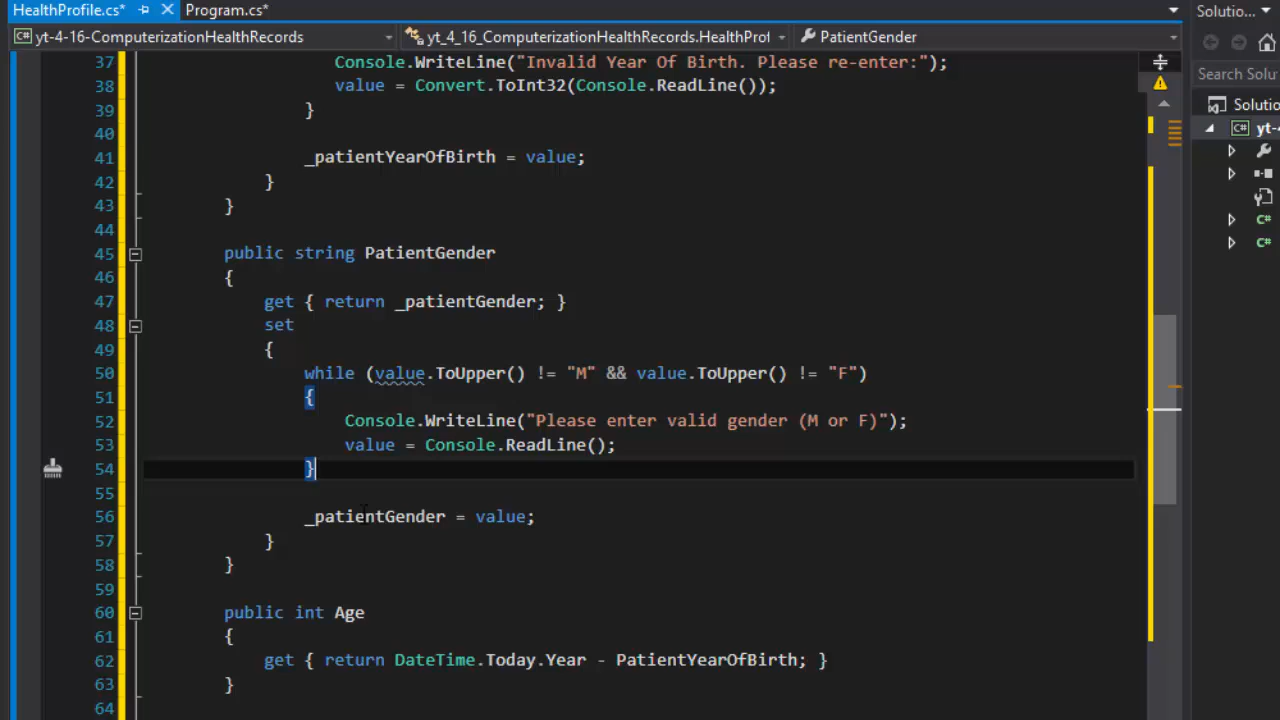 HealthProfile.cs*
Program.cs*
Solutio...
yt-4-16-ComputerizationHealthRecords
yt_4_16_ComputerizationHealthRecords.HealthProf
PatientGender
Search Solu
Solutio
yt-4
37 Console.WriteLine("Invalid Year Of Birth. Please re-enter:");
38 value = Convert.ToInt32(Console.ReadLine());
39 }
40
41 _patientYearOfBirth = value;
42 }
43 }
44
45 public string PatientGender
46 {
47 get { return _patientGender; }
48 set
49 {
50 while (value.ToUpper() != "M" && value.ToUpper() != "F")
51 {
52 Console.WriteLine("Please enter valid gender (M or F)");
53 value = Console.ReadLine();
54 }
55
56 _patientGender = value;
57 }
58 }
59
60 public int Age
61 {
62 get { return DateTime.Today.Year - PatientYearOfBirth; }
63 }
64